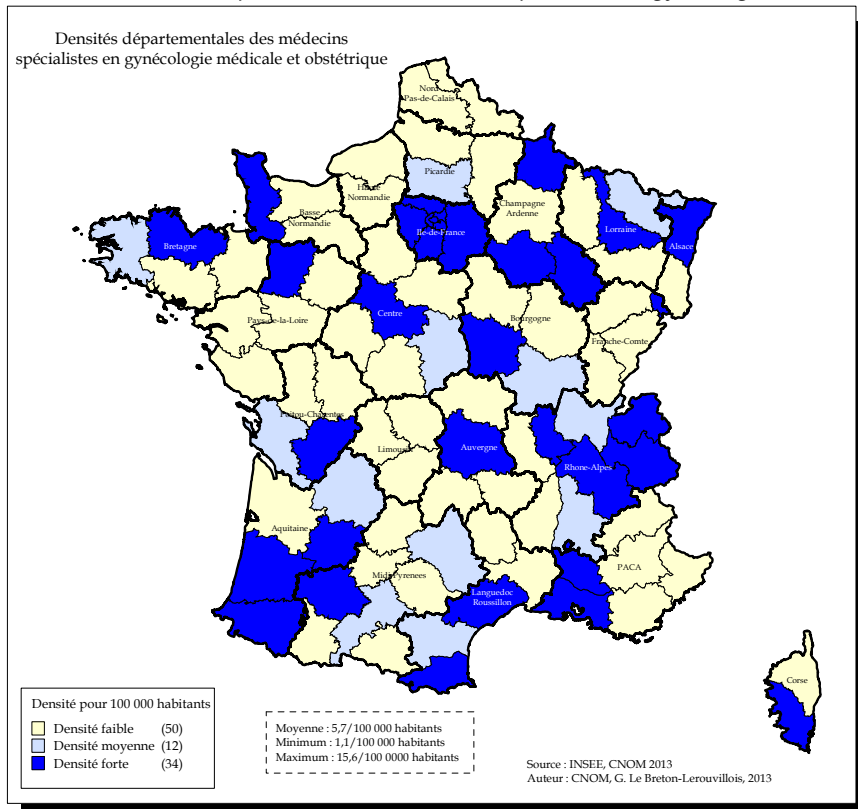 Densités départementales des médecins
spécialistes en gynécologie médicale et obstétrique
Nord
Pas-de-Calais
Picardie
Haute
Normandie
Basse
Normandie
Champagne
Ardenne
Lorraine
Alsace
Ile-de-France
Bretagne
Pays-de-la-Loire
Centre
Bourgogne
Franche-Comte
Poitou-Charentes
Limousin
Auvergne
Rhone-Alpes
Aquitaine
Midi-Pyrenees
Languedoc
Roussillon
PACA
Corse
Densité pour 100 000 habitants
Densité faible (50)
Densité moyenne (12)
Densité forte (34)
Moyenne : 5,7/100 000 habitants
Minimum : 1,1/100 000 habitants
Maximum : 15,6/100 0000 habitants
Source : INSEE, CNOM 2013
Auteur : CNOM, G. Le Breton-Lerouvillois, 2013